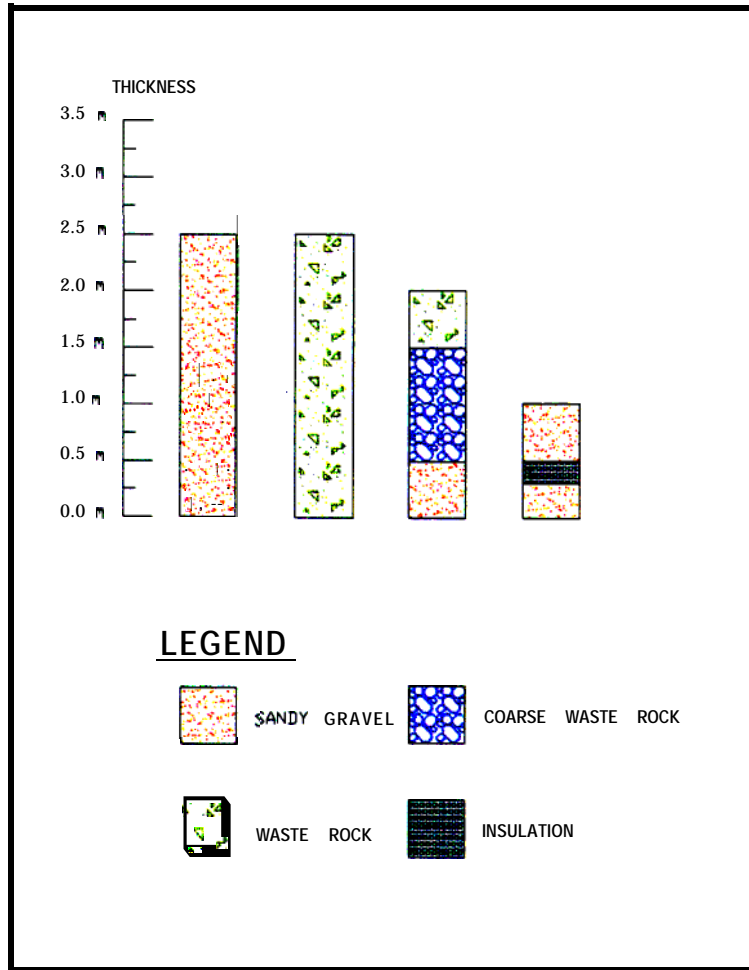 THICKNESS
3.5 m
3.0 m
2.5 m
2.0 m
1.5 m
1.0 m
0.5 m
0.0 m
LEGEND
SANDY GRAVEL
COARSE WASTE ROCK
WASTE ROCK
INSULATION